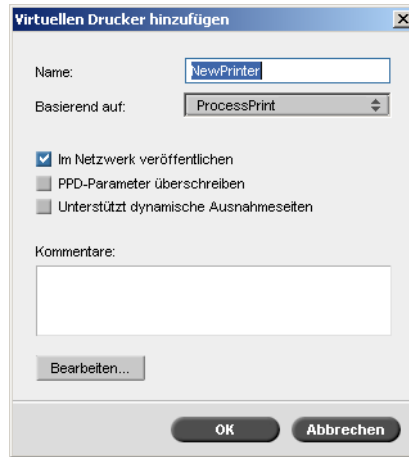 Virtuellen Drucker hinzufügen
Name: NewPrinter
Basierend auf: ProcessPrint
Im Netzwerk veröffentlichen
PPD-Parameter überschreiben
Unterstützt dynamische Ausnahmeseiten
Kommentare:
Bearbeiten...
OK Abbrechen